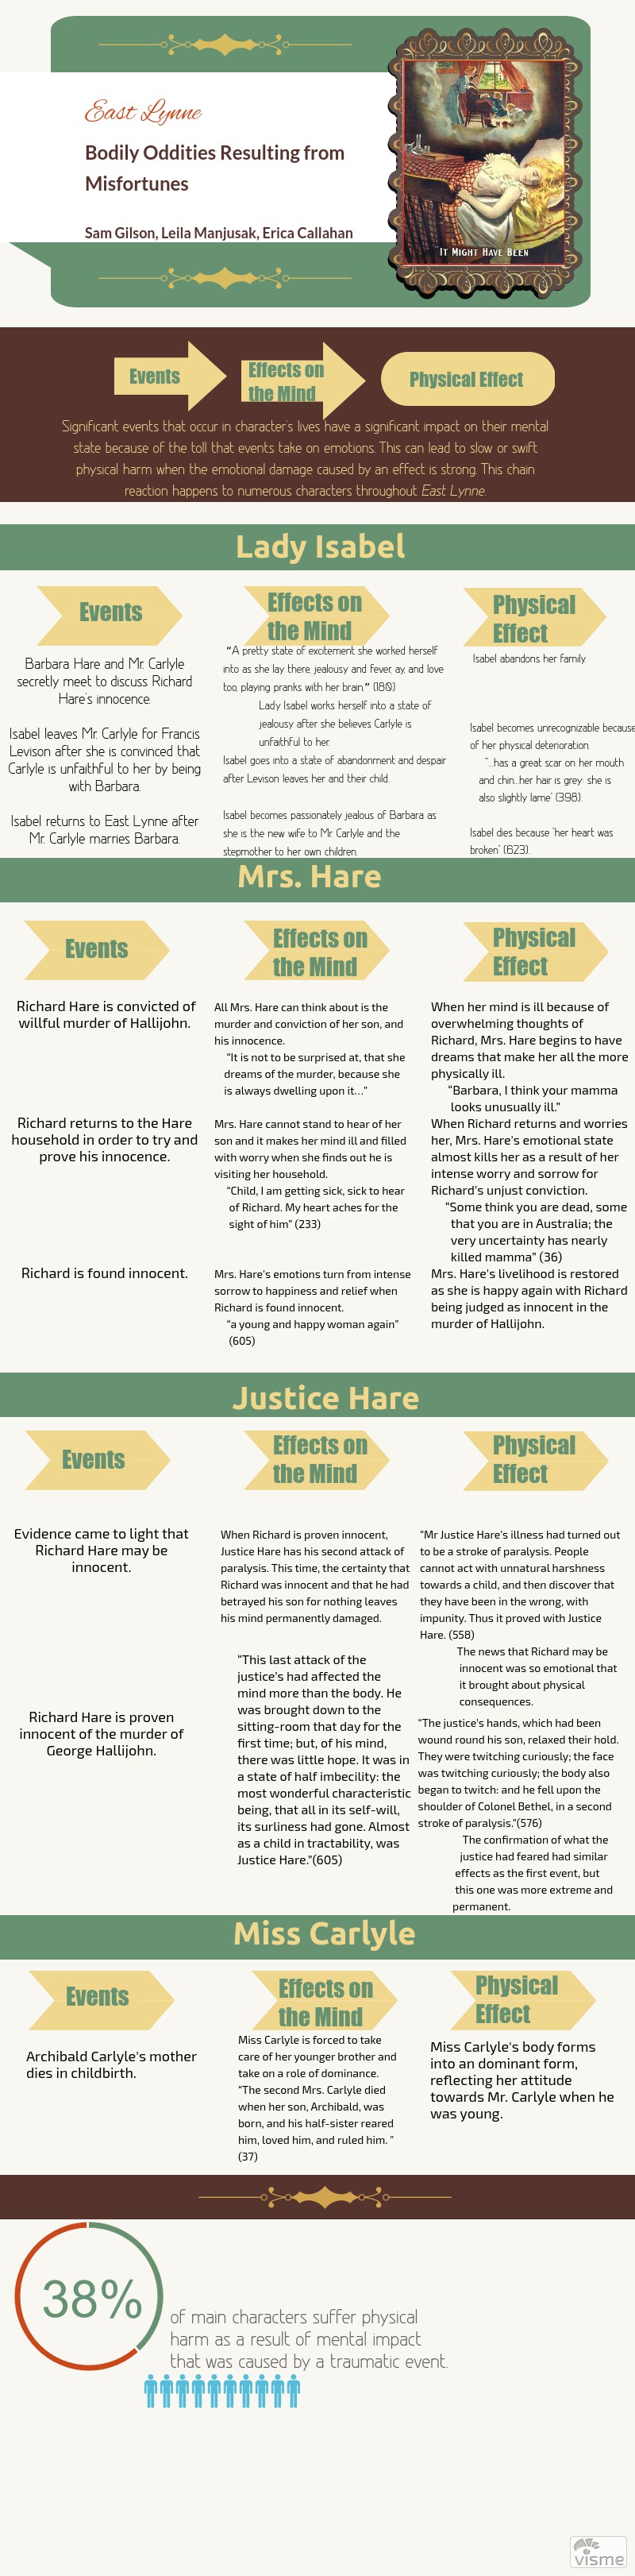 East Lynne
Bodily Oddities Resulting from
Misfortunes
Sam Gilson, Leila Manjusak, Erica Callahan
"IT MIGHT HAVE BEEN
Events
Effects on
the Mind
Physical Effect
Significant events that occur in character's lives have a significant impact on their mental
state because of the toll that events take on emotions. This can lead to slow or swift
physical harm when the emotional damage caused by an effect is strong. This chain
reaction happens to numerous characters throughout East Lynne.
Lady Isabel
Events
Effects on
the Mind
Physical
Effect
Barbara Hare and Mr. Carlyle
secretly meet to discuss Richard
Hare's innocence.
Isabel leaves Mr. Carlyle for Francis
Levison after she is convinced that
Carlyle is unfaithful to her by being
with Barbara.
Isabel returns to East Lynne after
Mr. Carlyle marries Barbara.
"A pretty state of excitement she worked herself
into as she lay there, jealousy and fever, ay, and love
too, playing pranks with her brain." (180)
Lady Isabel works herself into a state of
jealousy after she believes Carlyle is
unfaithful to her.
Isabel goes into a state of abandonment and despair
after Levison leaves her and their child.
Isabel becomes passionately jealous of Barbara as
she is the new wife to Mr. Carlyle and the
stepmother to her own children.
Isabel abandons her family.
Isabel becomes unrecognizable because
of her physical deterioration.
"...has a great scar on her mouth
and chin...her hair is grey: she is
also slightly lame" (398).
Isabel dies because "her heart was
broken" (623).
Mrs. Hare
Events
Effects on
the Mind
Physical
Effect
Richard Hare is convicted of
willful murder of Hallijohn.
Richard returns to the Hare
household in order to try and
prove his innocence.
Richard is found innocent.
All Mrs. Hare can think about is the
murder and conviction of her son, and
his innocence.
"It is not to be surprised at, that she
dreams of the murder, because she
is always dwelling upon it…"
Mrs. Hare cannot stand to hear of her
son and it makes her mind ill and filled
with worry when she finds out he is
visiting her household.
"Child, I am getting sick, sick to hear
of Richard. My heart aches for the
sight of him" (233)
Mrs. Hare's emotions turn from intense
sorrow to happiness and relief when
Richard is found innocent.
"a young and happy woman again"
(605)
When her mind is ill because of
overwhelming thoughts of
Richard, Mrs. Hare begins to have
dreams that make her all the more
physically ill.
"Barbara, I think your mamma
looks unusually ill."
When Richard returns and worries
her, Mrs. Hare's emotional state
almost kills her as a result of her
intense worry and sorrow for
Richard's unjust conviction.
"Some think you are dead, some
that you are in Australia; the
very uncertainty has nearly
killed mamma" (36)
Mrs. Hare's livelihood is restored
as she is happy again with Richard
being judged as innocent in the
murder of Hallijohn.
Justice Hare
Events
Effects on
the Mind
Physical
Effect
Evidence came to light that
Richard Hare may be
innocent.
Richard Hare is proven
innocent of the murder of
George Hallijohn.
When Richard is proven innocent,
Justice Hare has his second attack of
paralysis. This time, the certainty that
Richard was innocent and that he had
betrayed his son for nothing leaves
his mind permanently damaged.
"This last attack of the
justice's had affected the
mind more than the body. He
was brought down to the
sitting-room that day for the
first time; but, of his mind,
there was little hope. It was in
a state of half imbecility: the
most wonderful characteristic
being, that all in its self-will,
its surliness had gone. Almost
as a child in tractability, was
Justice Hare."(605)
"Mr Justice Hare's illness had turned out
to be a stroke of paralysis. People
cannot act with unnatural harshness
towards a child, and then discover that
they have been in the wrong, with
impunity. Thus it proved with Justice
Hare. (558)
The news that Richard may be
innocent was so emotional that
it brought about physical
consequences.
"The justice's hands, which had been
wound round his son, relaxed their hold.
They were twitching curiously; the face
was twitching curiously; the body also
began to twitch: and he fell upon the
shoulder of Colonel Bethel, in a second
stroke of paralysis."(576)
The confirmation of what the
justice had feared had similar
effects as the first event, but
this one was more extreme and
permanent.
Miss Carlyle
Events
Effects on
the Mind
Physical
Effect
Archibald Carlyle's mother
dies in childbirth.
Miss Carlyle is forced to take
care of her younger brother and
take on a role of dominance.
"The second Mrs. Carlyle died
when her son, Archibald, was
born, and his half-sister reared
him, loved him, and ruled him. "
(37)
Miss Carlyle's body forms
into an dominant form,
reflecting her attitude
towards Mr. Carlyle when he
was young.
38%
of main characters suffer physical
harm as a result of mental impact
that was caused by a traumatic event.
visme